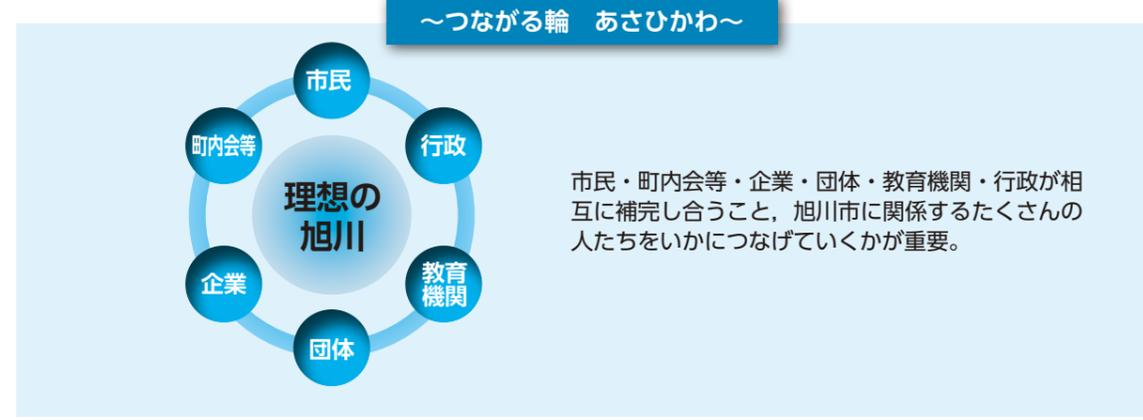 ～つながる輪　あさひかわ～
市民
町内会等
行政
理想の
旭川
企業
教育
機関
団体
市民・町内会等・企業・団体・教育機関・行政が相
互に補完し合うこと，旭川市に関係するたくさんの
人たちをいかにつなげていくかが重要。